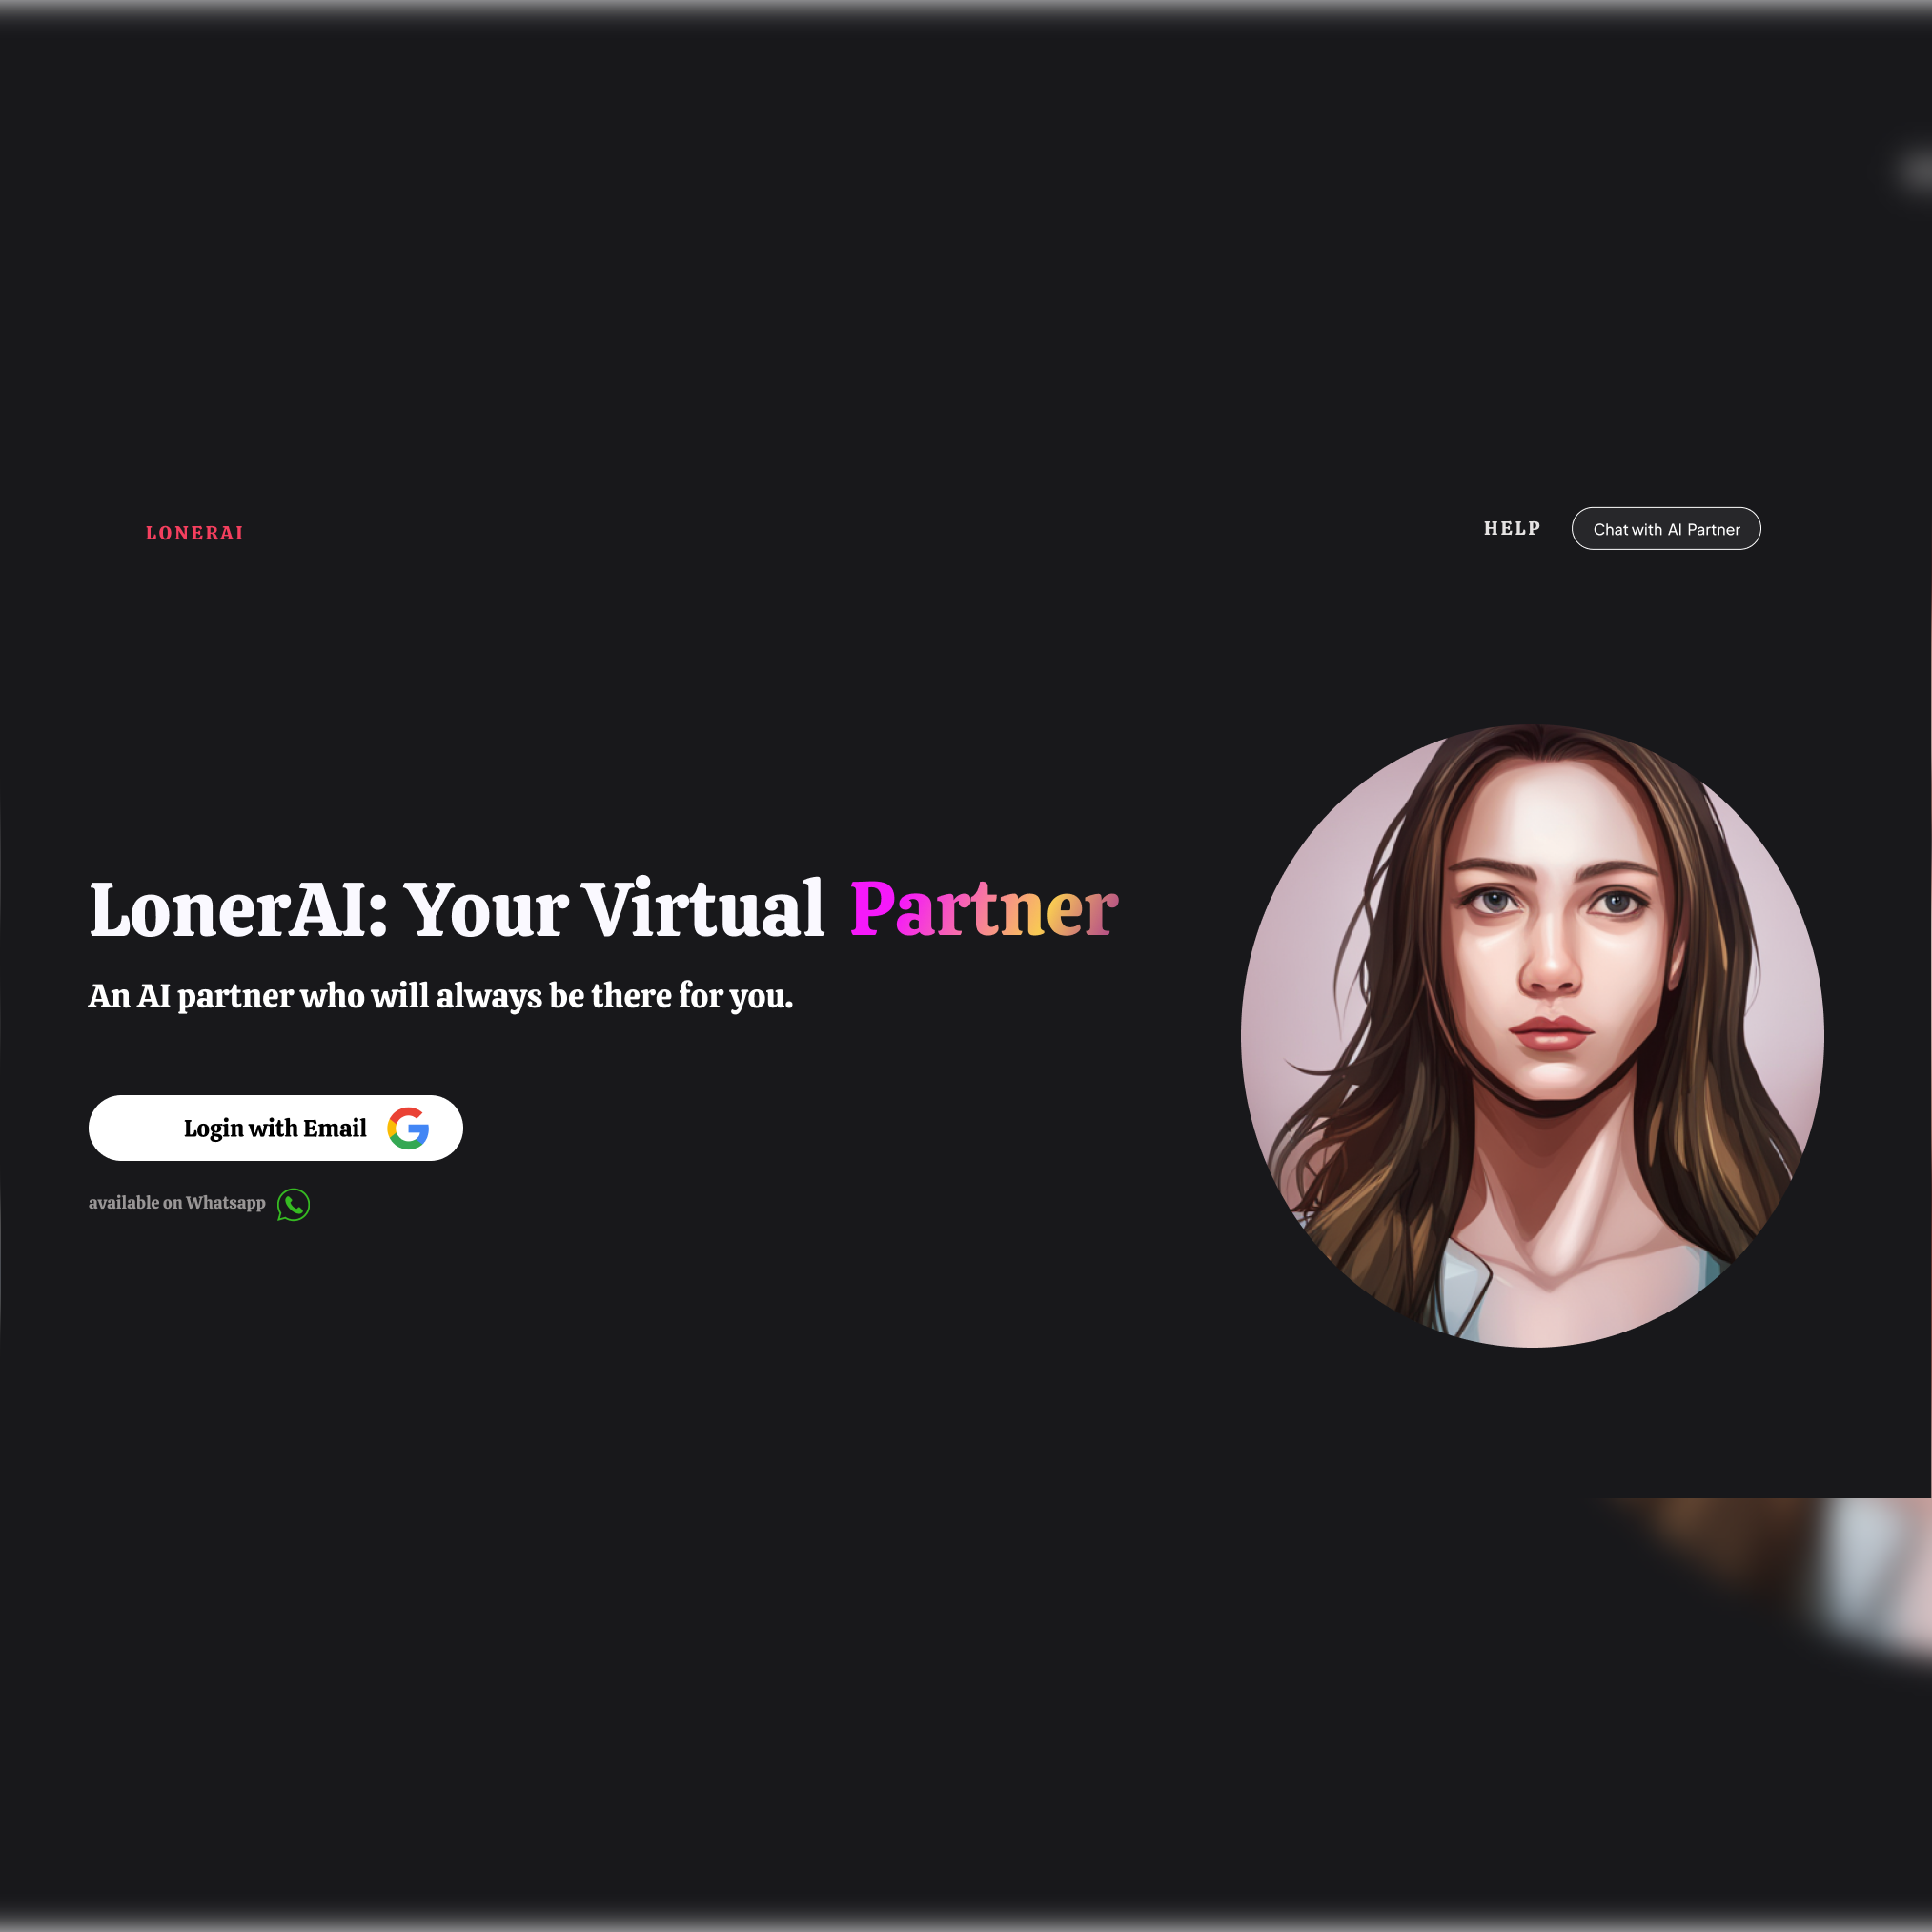 LONERAI
HELP
Chat with AI Partner
LonerAI: Your Virtual Partner
An AI partner who will always be there for you.
Login with Email
available on Whatsapp